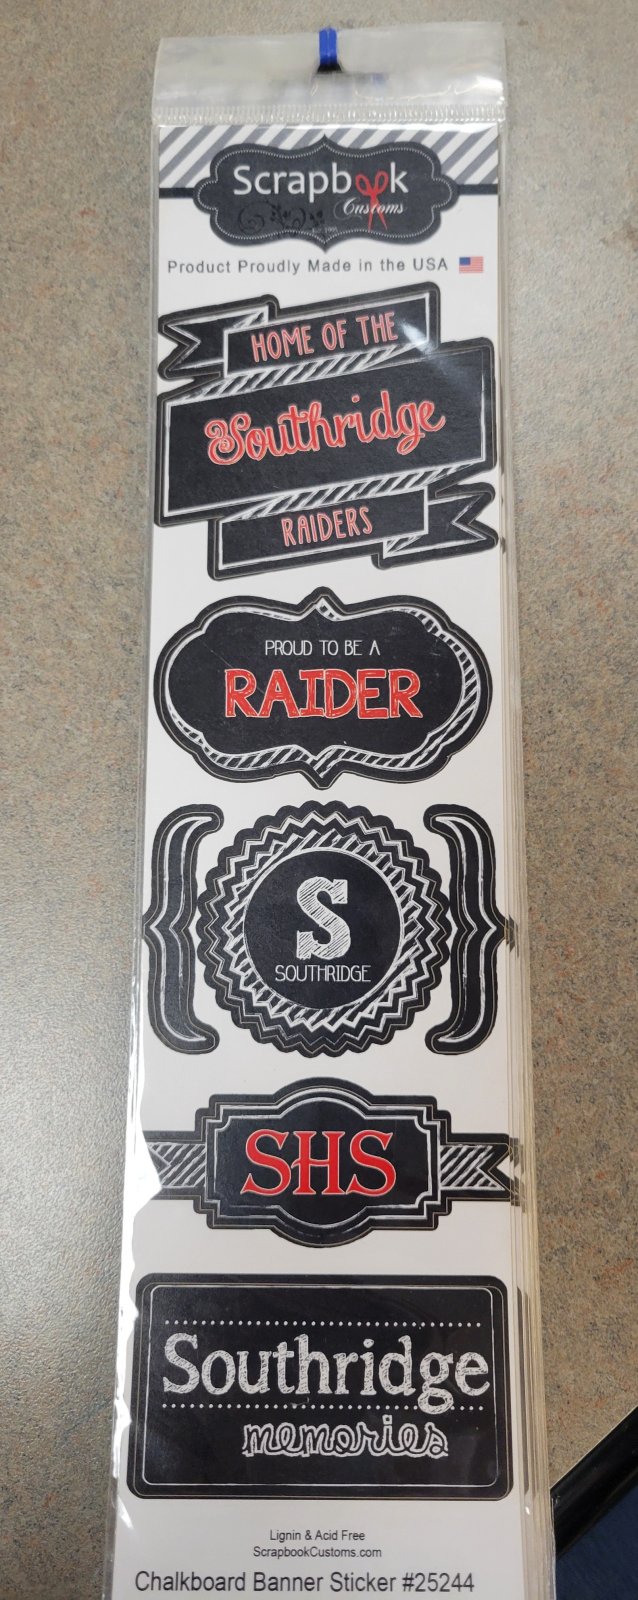 Scrapbook
Customs
Product Proudly Made in the USA
HOME OF THE
Southridge
RAIDERS
PROUD TO BE A
RAIDER
S
SOUTHRIDGE
SHS
Southridge
memories
Lignin & Acid Free
ScrapbookCustoms.com
Chalkboard Banner Sticker #25244